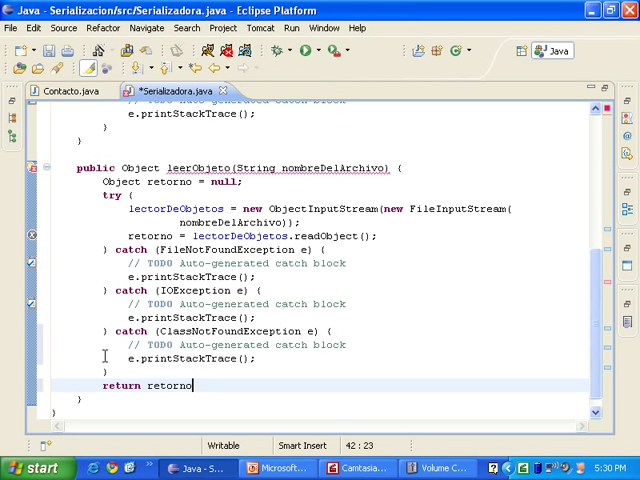 Java - Serializacion/src/Serializadora.java - Eclipse Platform
File Edit Source Refactor Navigate Search Project Tomcat Run Window Help
Java
Contacto.java *Serializadora.java
// TODO Auto-generated catch block
e.printStackTrace();
}
}
public Object leerObjeto(String nombreDelArchivo) {
Object retorno = null;
try {
lectorDeObjetos = new ObjectInputStream(new FileInputStream(
nombreDelArchivo));
retorno = lectorDeObjetos.readObject();
} catch (FileNotFoundException e) {
// TODO Auto-generated catch block
e.printStackTrace();
} catch (IOException e) {
// TODO Auto-generated catch block
e.printStackTrace();
} catch (ClassNotFoundException e) {
// TODO Auto-generated catch block
e.printStackTrace();
}
return retorno
}
}
Writable Smart Insert 42 : 23
start Java - S... Microsoft... Camtasia... Volume C... 5:30 PM